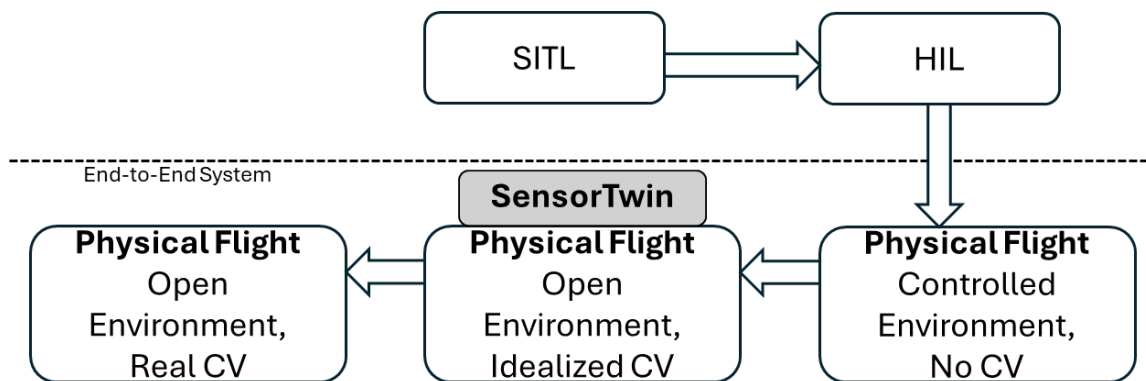 SITL
HIL
End-to-End System
SensorTwin
Physical Flight
Open
Environment,
Real CV
Physical Flight
Open
Environment,
Idealized CV
Physical Flight
Controlled
Environment,
No CV